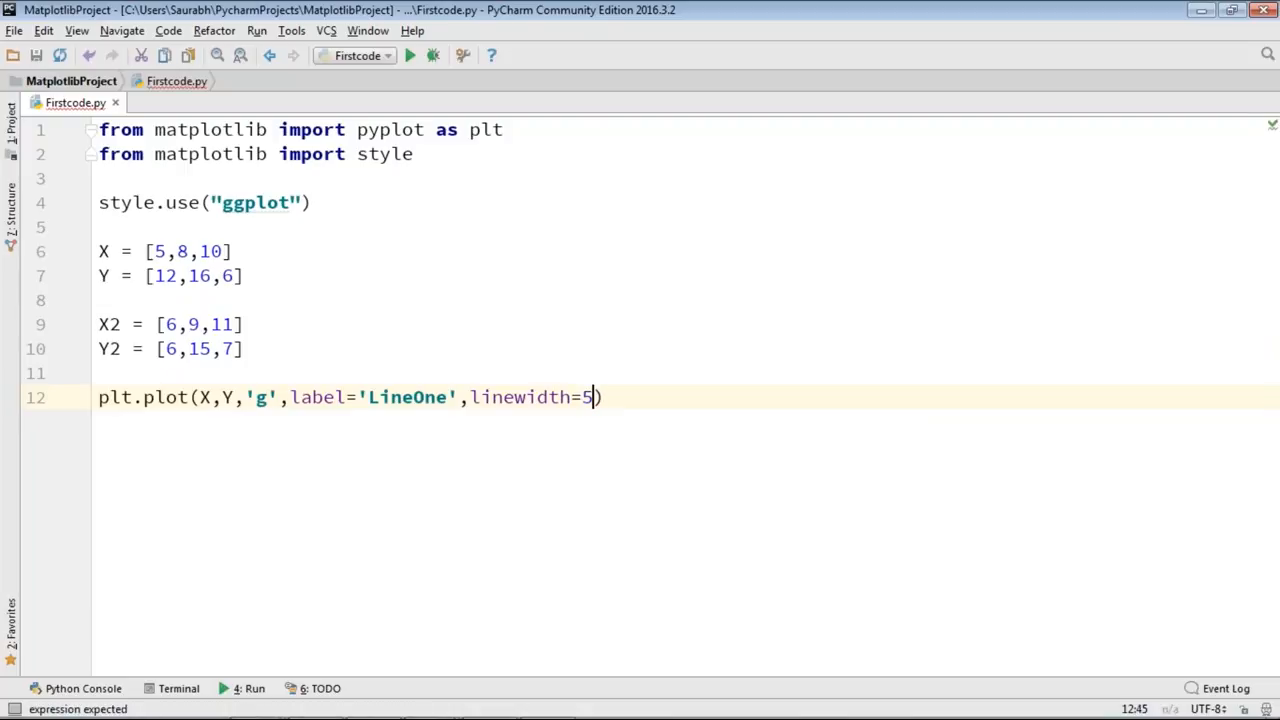 MatplotlibProject - [C:\Users\Saurabh\PycharmProjects\MatplotlibProject] - ...\Firstcode.py - PyCharm Community Edition 2016.3.2
File Edit View Navigate Code Refactor Run Tools VCS Window Help
Firstcode
MatplotlibProject Firstcode.py
Firstcode.py
1: Project
Z: Structure
2: Favorites
1 from matplotlib import pyplot as plt
2 from matplotlib import style
3
4 style.use("ggplot")
5
6 X = [5,8,10]
7 Y = [12,16,6]
8
9 X2 = [6,9,11]
10 Y2 = [6,15,7]
11
12 plt.plot(X,Y,'g',label='LineOne',linewidth=5)
Python Console Terminal 4: Run 6: TODO Event Log
expression expected 12:45 n/a UTF-8